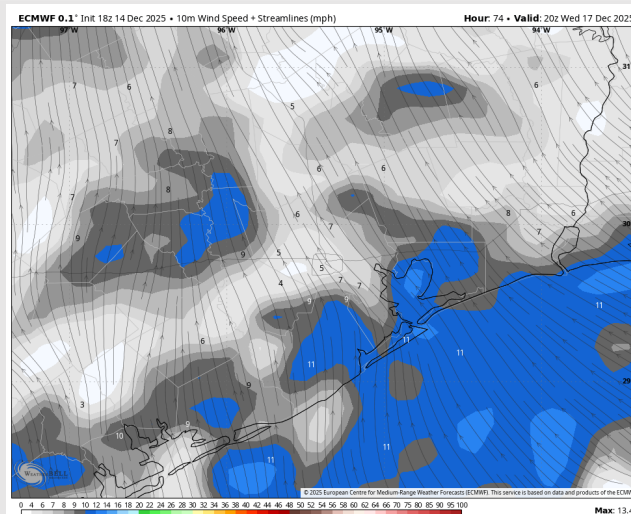 ECMWF 0.1° Init 18z 14 Dec 2025 • 10m Wind Speed + Streamlines (mph)
Hour: 74 • Valid: 20z Wed 17 Dec 2025
97°W 96°W 95°W 94°W
31
7 6 5 6
8
7
8 6 6
7
6 8 6
30
9 7 7
9 5
5
4 7 7
9 9
11
11
6 11
11
29
9
3
9
10
11
11
© 2025 European Centre for Medium-Range Weather Forecasts (ECMWF). This service is based on data and products of the ECMWF
0 4 6 7 8 9 10 12 14 16 18 20 22 24 26 28 30 32 34 36 38 40 42 44 46 48 50 52 54 56 58 60 62 64 66 70 75 80 85 90 95 100
Max: 13.4